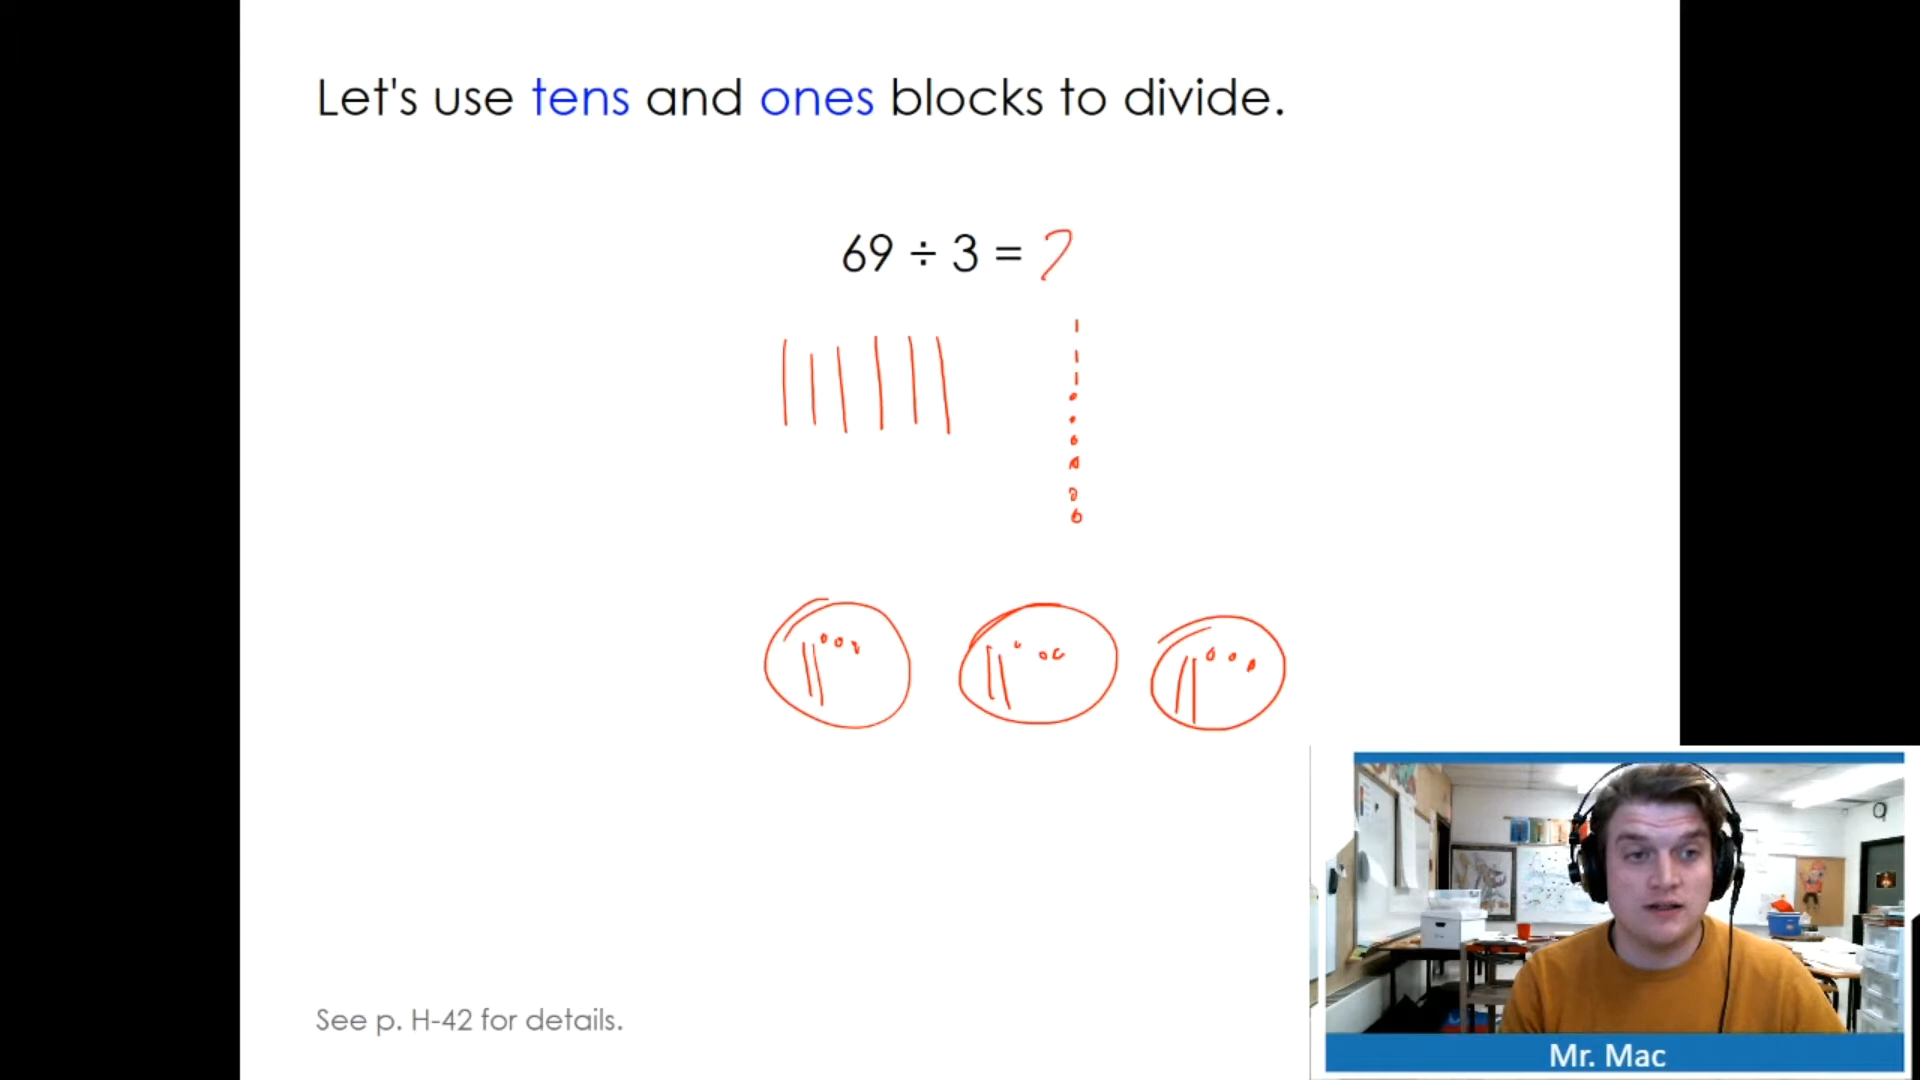 Let's use tens and ones blocks to divide.
69 ÷ 3 = ?
See p. H-42 for details.
Mr. Mac